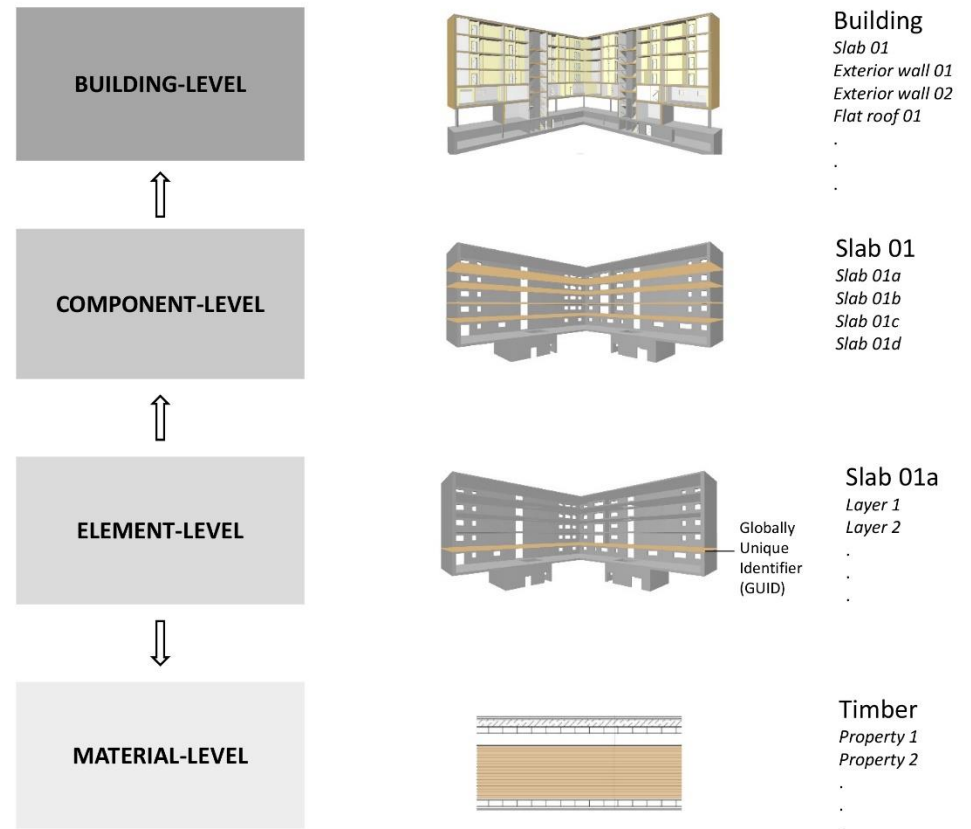 BUILDING-LEVEL
Building
Slab 01
Exterior wall 01
Exterior wall 02
Flat roof 01
.
.
.
COMPONENT-LEVEL
Slab 01
Slab 01a
Slab 01b
Slab 01c
Slab 01d
ELEMENT-LEVEL
Globally
Unique
Identifier
(GUID)
Slab 01a
Layer 1
Layer 2
.
.
.
MATERIAL-LEVEL
Timber
Property 1
Property 2
.
.
.